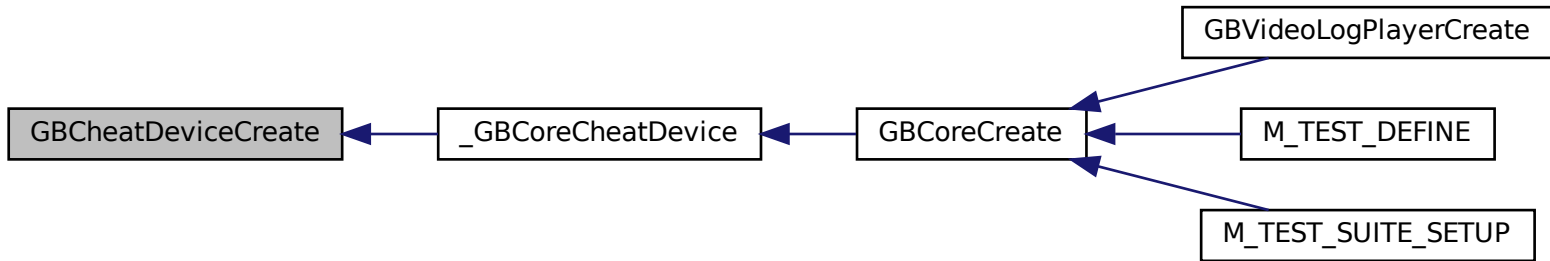 GBCheatDeviceCreate
_GBCoreCheatDevice
GBCoreCreate
GBVideoLogPlayerCreate
M_TEST_DEFINE
M_TEST_SUITE_SETUP